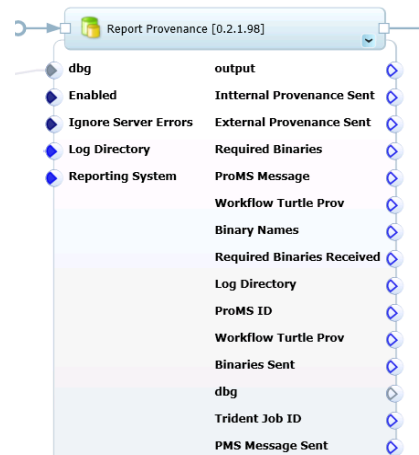 Report Provenance [0.2.1.98]
dbg output
Enabled Intternal Provenance Sent
Ignore Server Errors External Provenance Sent
Log Directory Required Binaries
Reporting System ProMS Message
Workflow Turtle Prov
Binary Names
Required Binaries Received
Log Directory
ProMS ID
Workflow Turtle Prov
Binaries Sent
dbg
Trident Job ID
PMS Message Sent